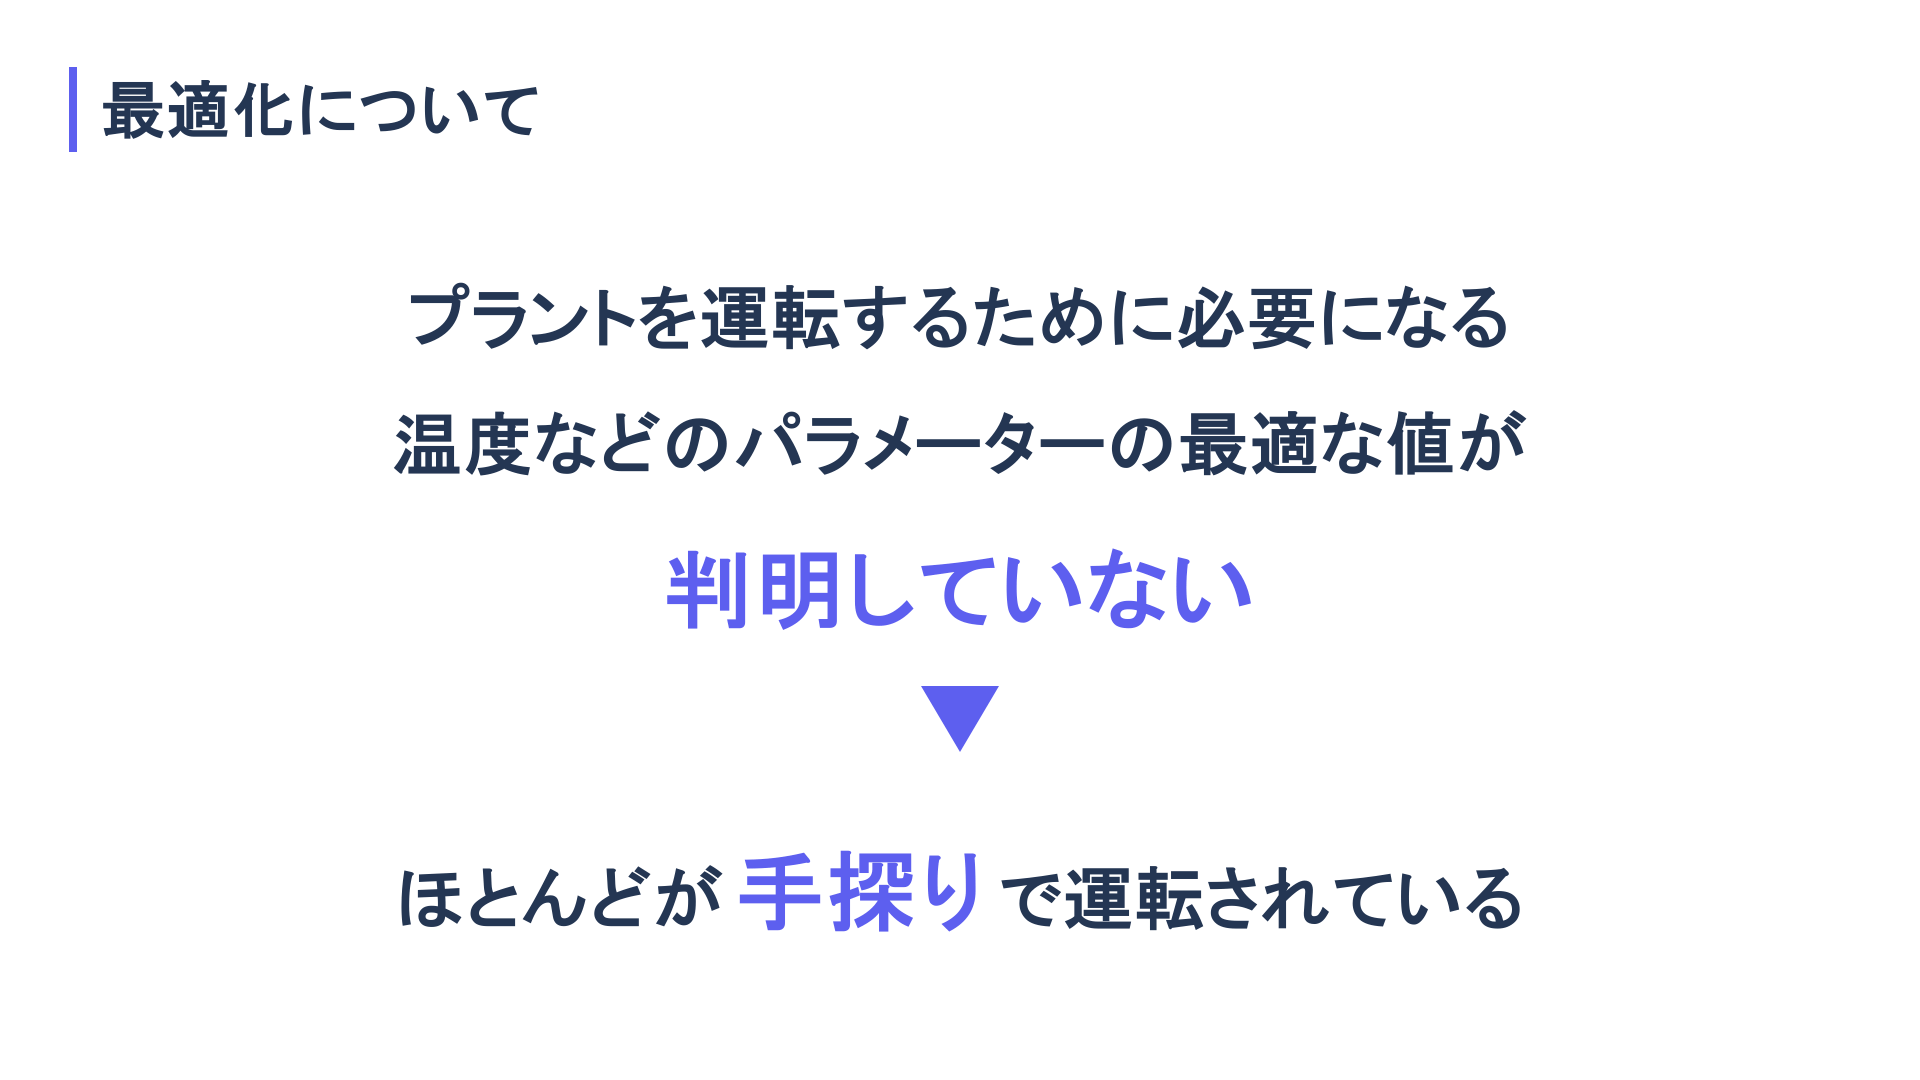 最適化について
プラントを運転するために必要になる
温度などのパラメーターの最適な値が
判明していない
ほとんどが手探りで運転されている